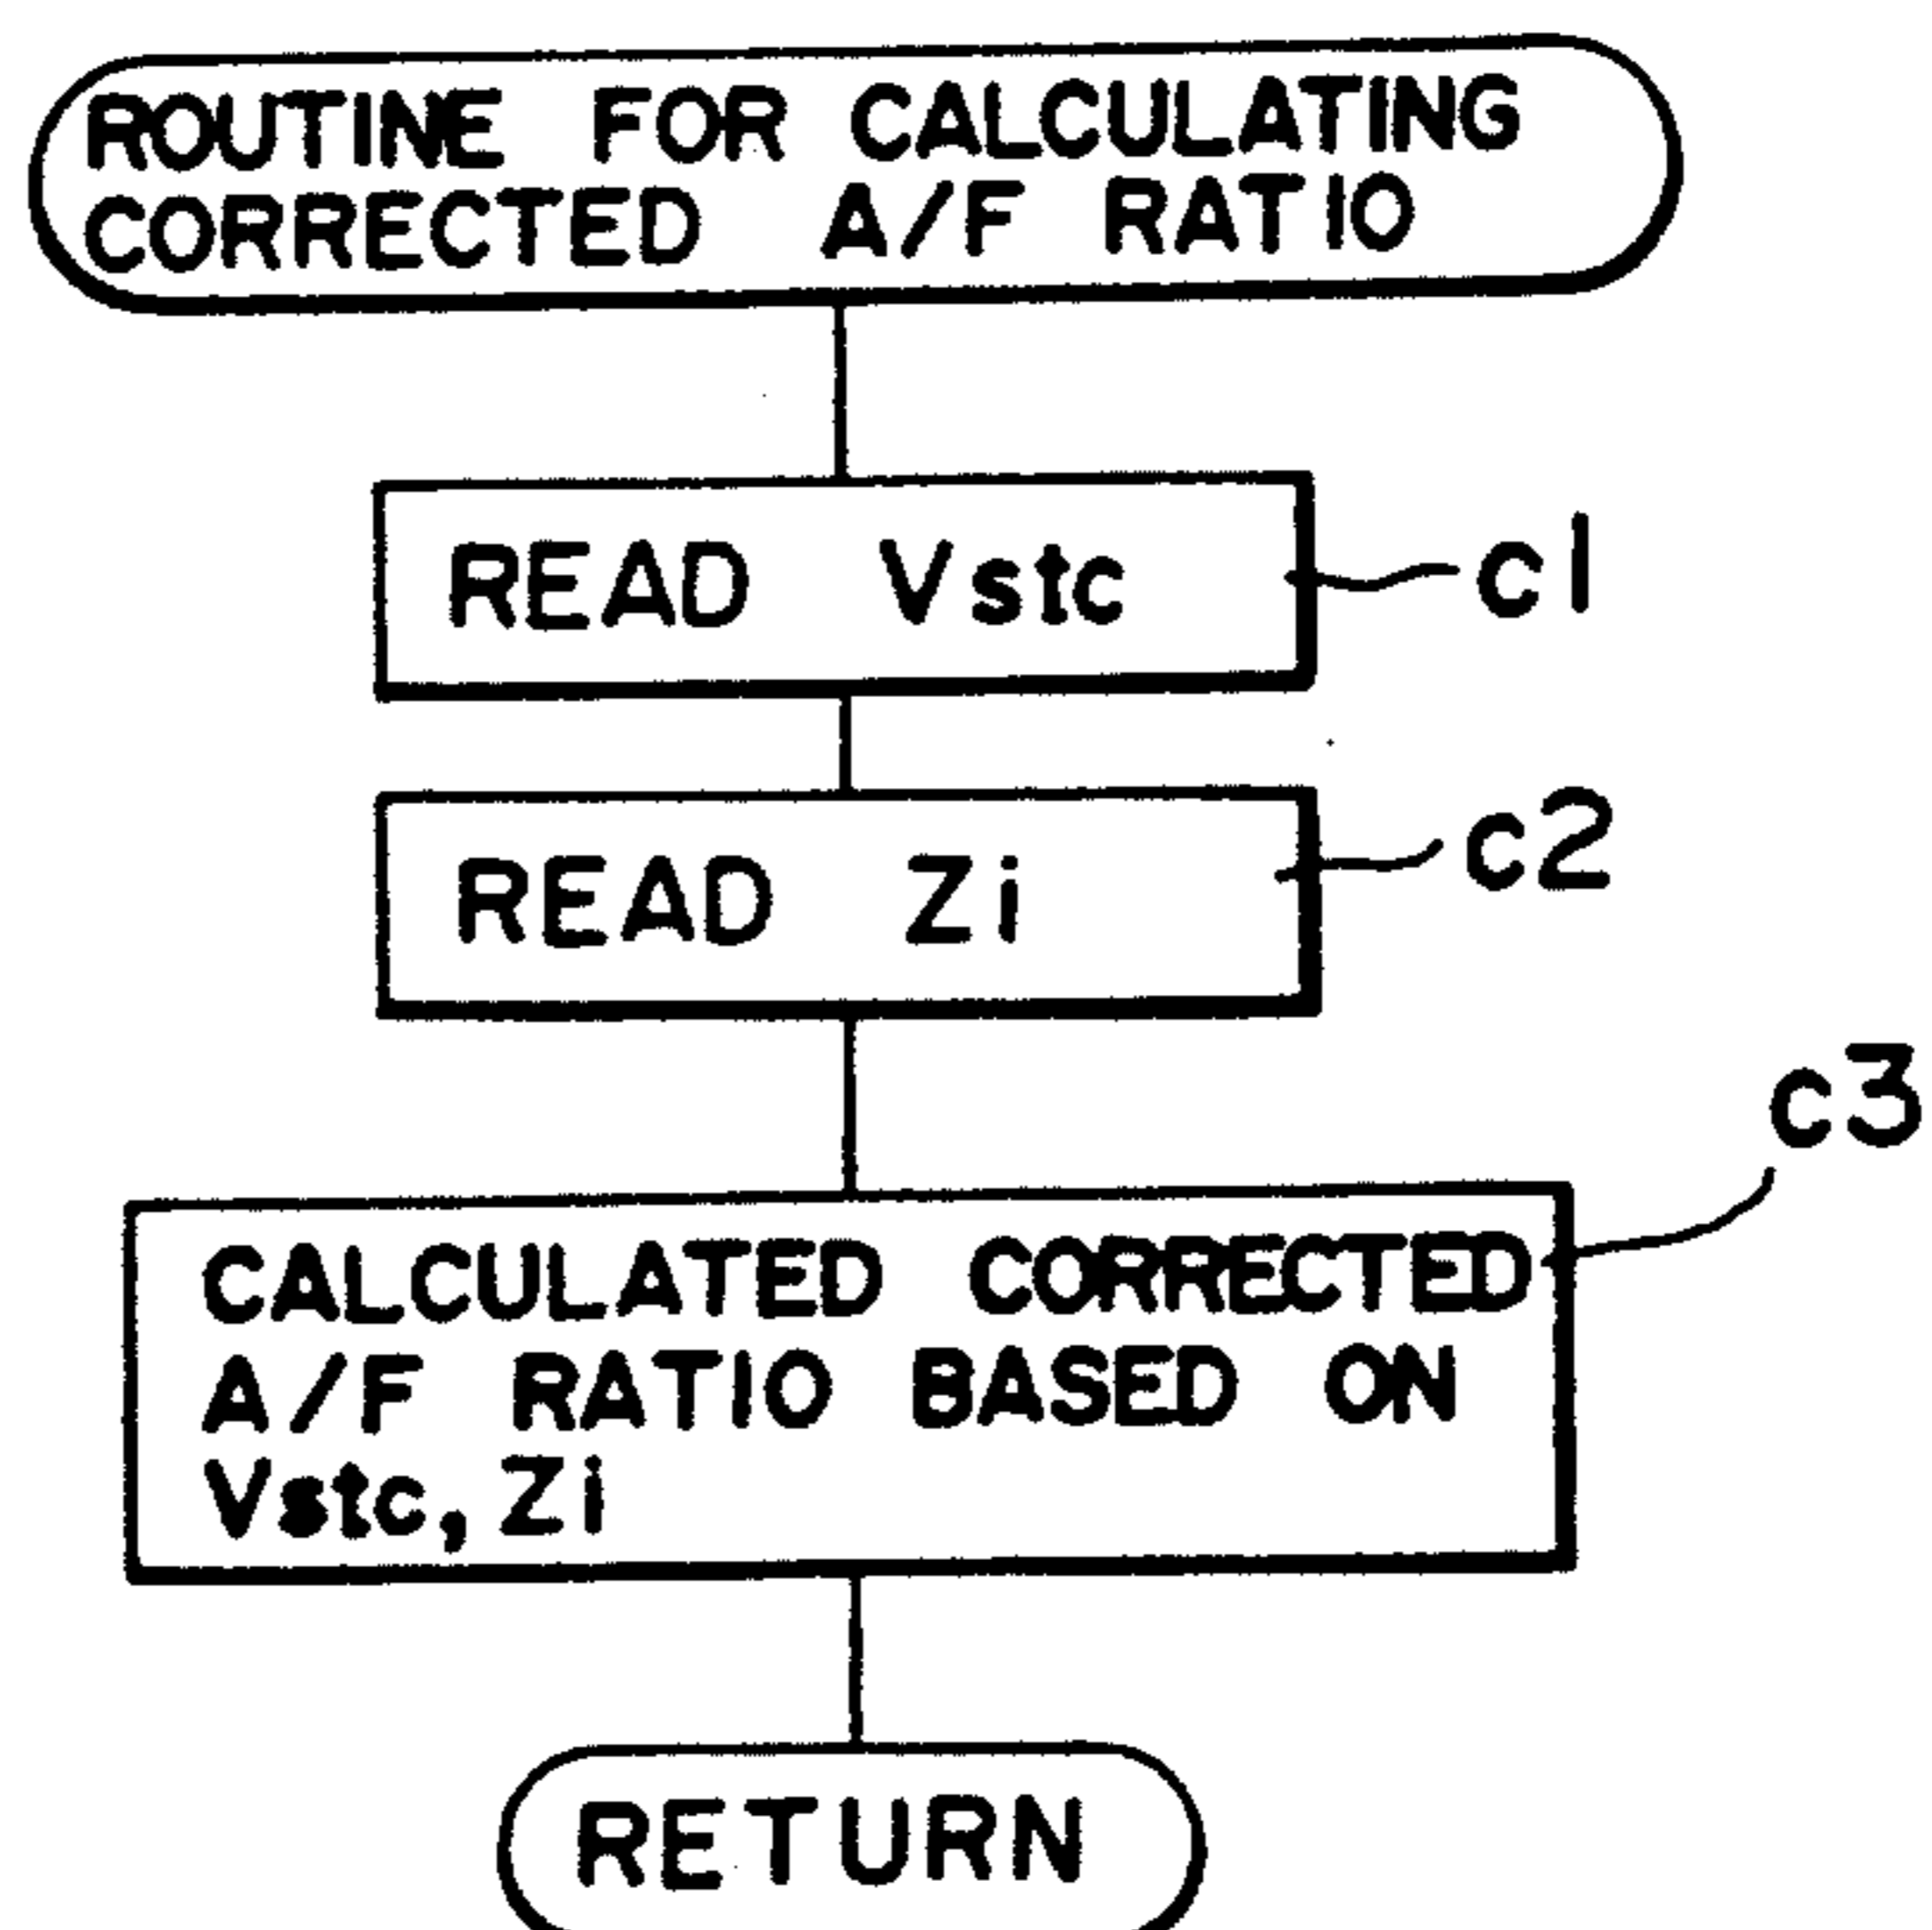 ROUTINE FOR CALCULATING
CORRECTED A/F RATIO
READ Vstc
c1
READ Zi
c2
c3
CALCULATED CORRECTED
A/F RATIO BASED ON
Vstc, Zi
RETURN